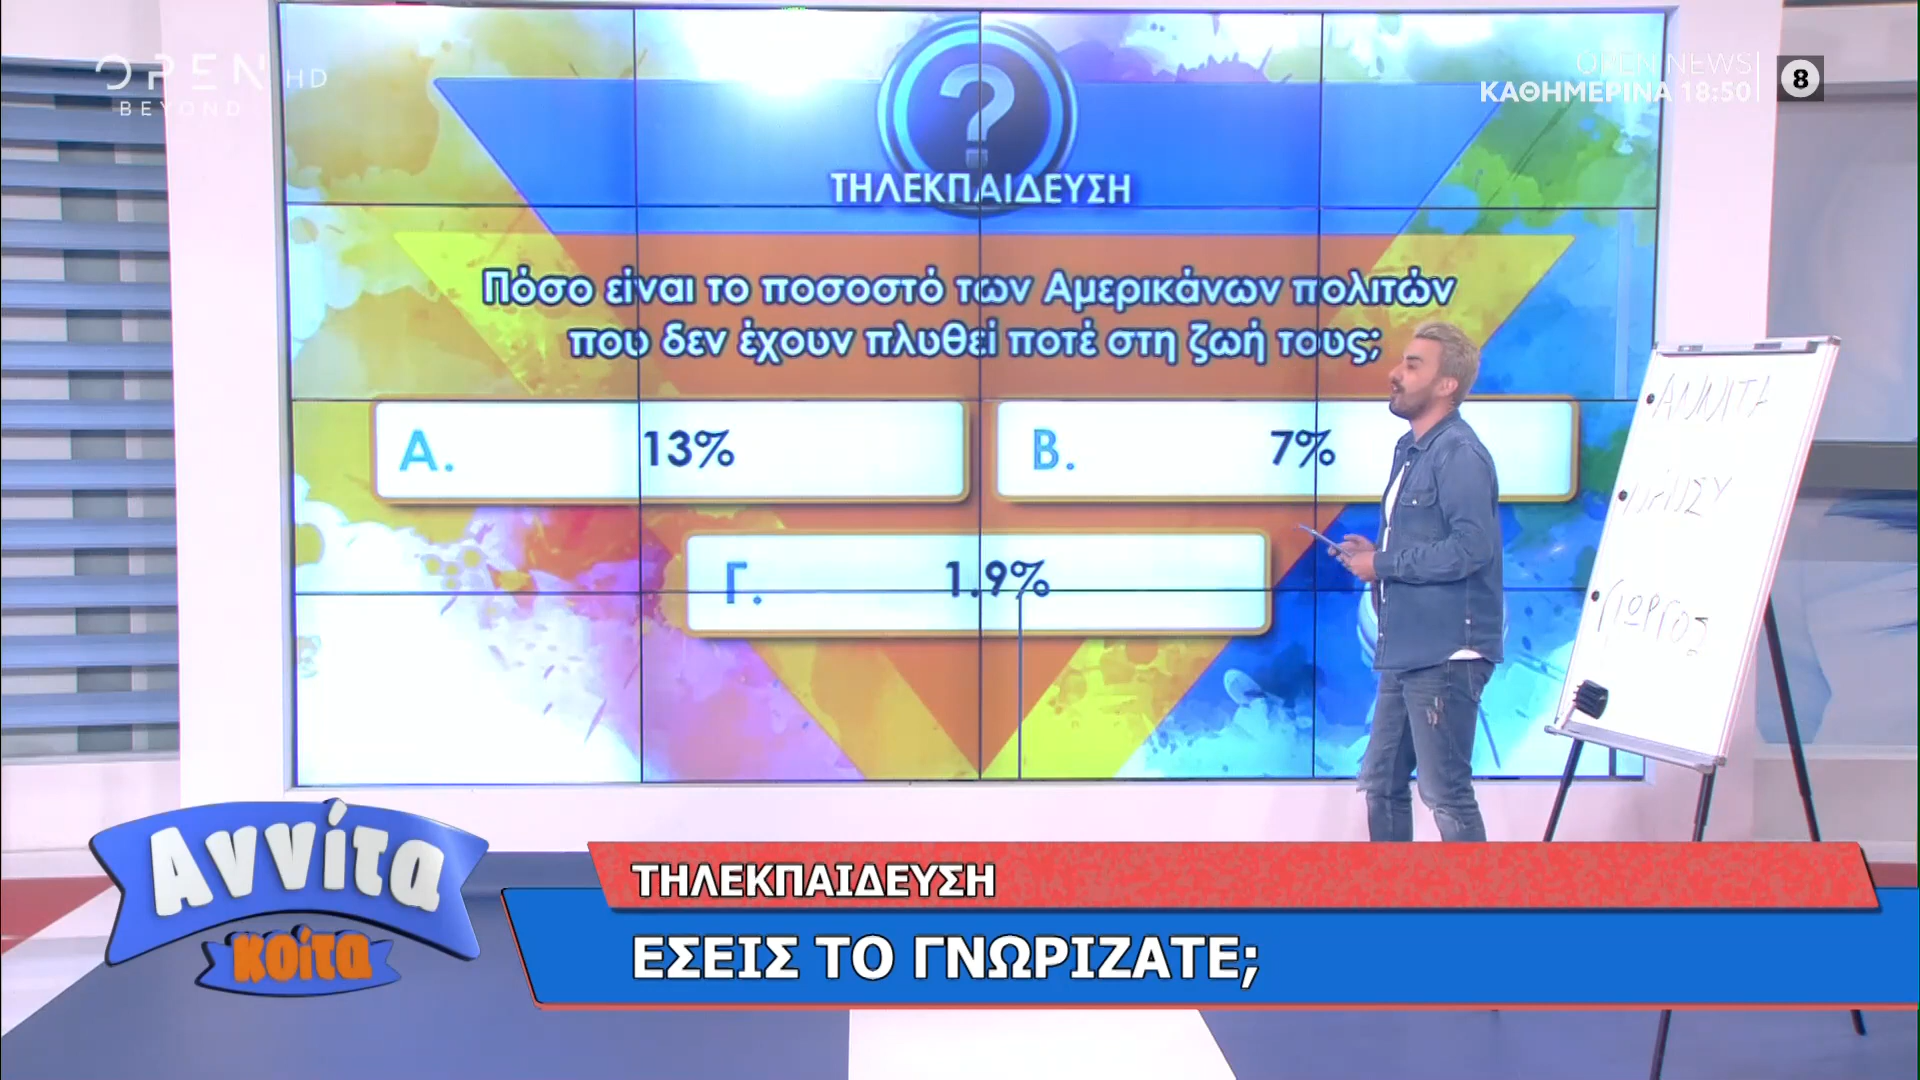 OPEN HD
BEYOND
OPEN NEWS
ΚΑΘΗΜΕΡΙΝΑ 18:50
8
?
ΤΗΛΕΚΠΑΙΔΕΥΣΗ
Πόσο είναι το ποσοστό των Αμερικάνων πολιτών
που δεν έχουν πλυθεί ποτέ στη ζωή τους;
Α. 13%
Β. 7%
Γ. 1.9%
ΑΝΝΙΤΑ
ΓΙΩΡΓΟΣ
Αννίτα
κοίτα
ΤΗΛΕΚΠΑΙΔΕΥΣΗ
ΕΣΕΙΣ ΤΟ ΓΝΩΡΙΖΑΤΕ;